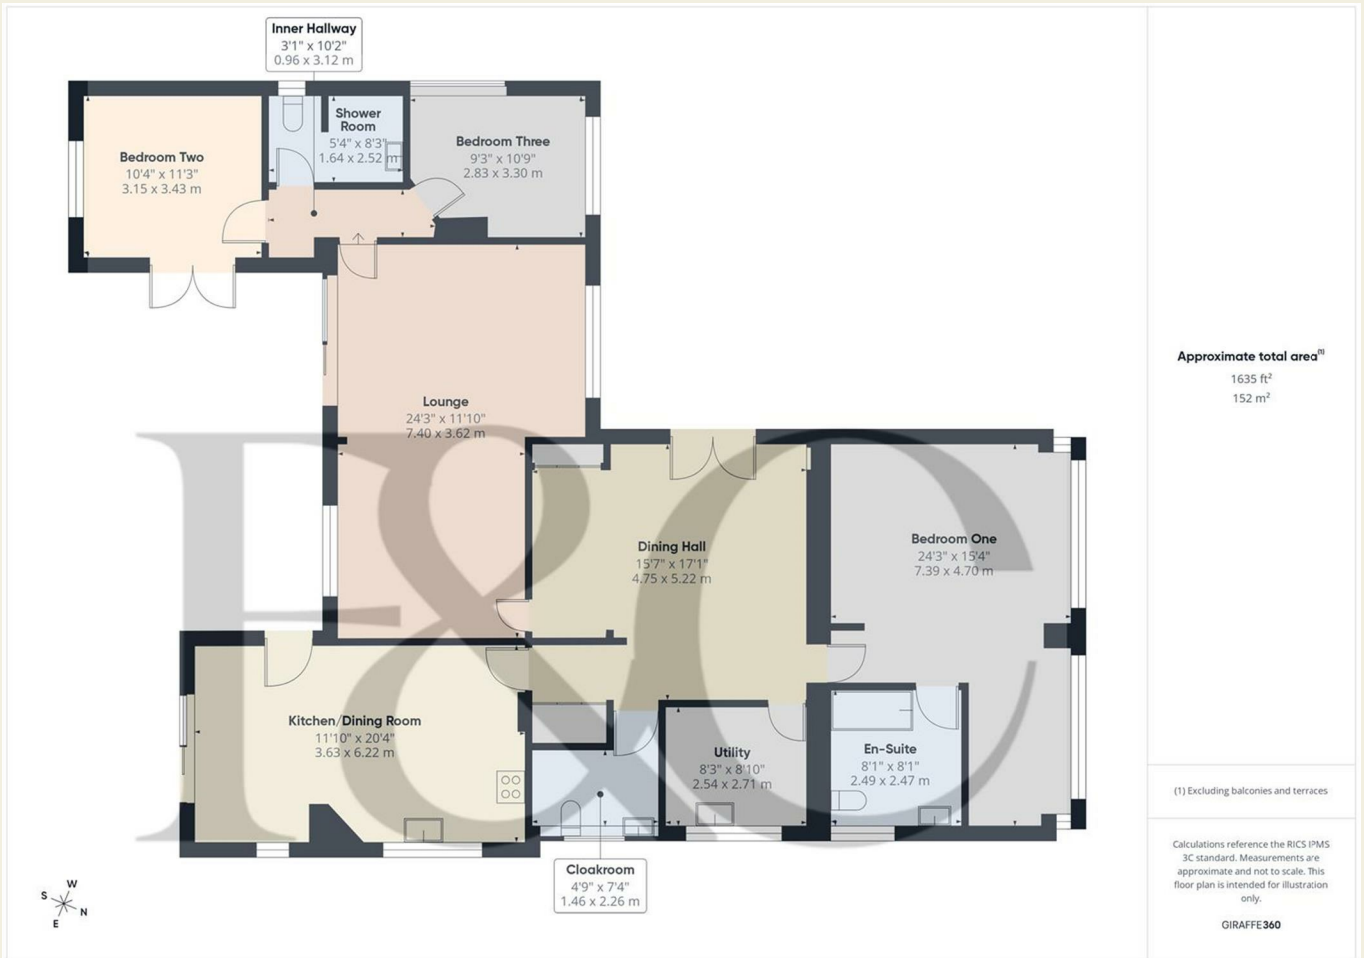 Inner Hallway
3'1" x 10'2"
0.96 x 3.12 m
Bedroom Two
10'4" x 11'3"
3.15 x 3.43 m
Shower
Room
5'4" x 8'3"
1.64 x 2.52 m
Bedroom Three
9'3" x 10'9"
2.83 x 3.30 m
Lounge
24'3" x 11'10"
7.40 x 3.62 m
Dining Hall
15'7" x 17'1"
4.75 x 5.22 m
Bedroom One
24'3" x 15'4"
7.39 x 4.70 m
Kitchen/Dining Room
11'10" x 20'4"
3.63 x 6.22 m
Utility
8'3" x 8'10"
2.54 x 2.71 m
En-Suite
8'1" x 8'1"
2.49 x 2.47 m
Cloakroom
4'9" x 7'4"
1.46 x 2.26 m
F&C
W
S
N
E
Approximate total area(1)
1635 ft²
152 m²
(1) Excluding balconies and terraces
Calculations reference the RICS IPMS
3C standard. Measurements are
approximate and not to scale. This
floor plan is intended for illustration
only.
GIRAFFE360